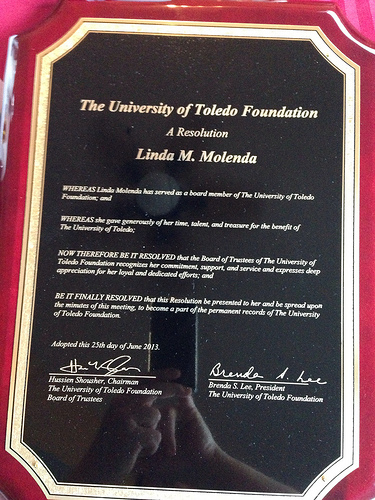 The University of Toledo Foundation
A Resolution
Linda M. Molenda
WHEREAS Linda Molenda has served as a board member of The University of Toledo
Foundation; and
WHEREAS she gave generously of her time, talent, and treasure for the benefit of
The University of Toledo;
NOW THEREFORE BE IT RESOLVED that the Board of Trustees of The University of
Toledo Foundation recognizes her commitment, support, and service and expresses deep
appreciation for her loyal and dedicated efforts; and
BE IT FINALLY RESOLVED that this Resolution be presented to her and be spread upon
the minutes of this meeting, to become a part of the permanent records of The University
of Toledo Foundation.
Adopted this 25th day of June 2013.
Hussien Shousher, Chairman
The University of Toledo Foundation
Board of Trustees
Brenda S. Lee
Brenda S. Lee, President
The University of Toledo Foundation